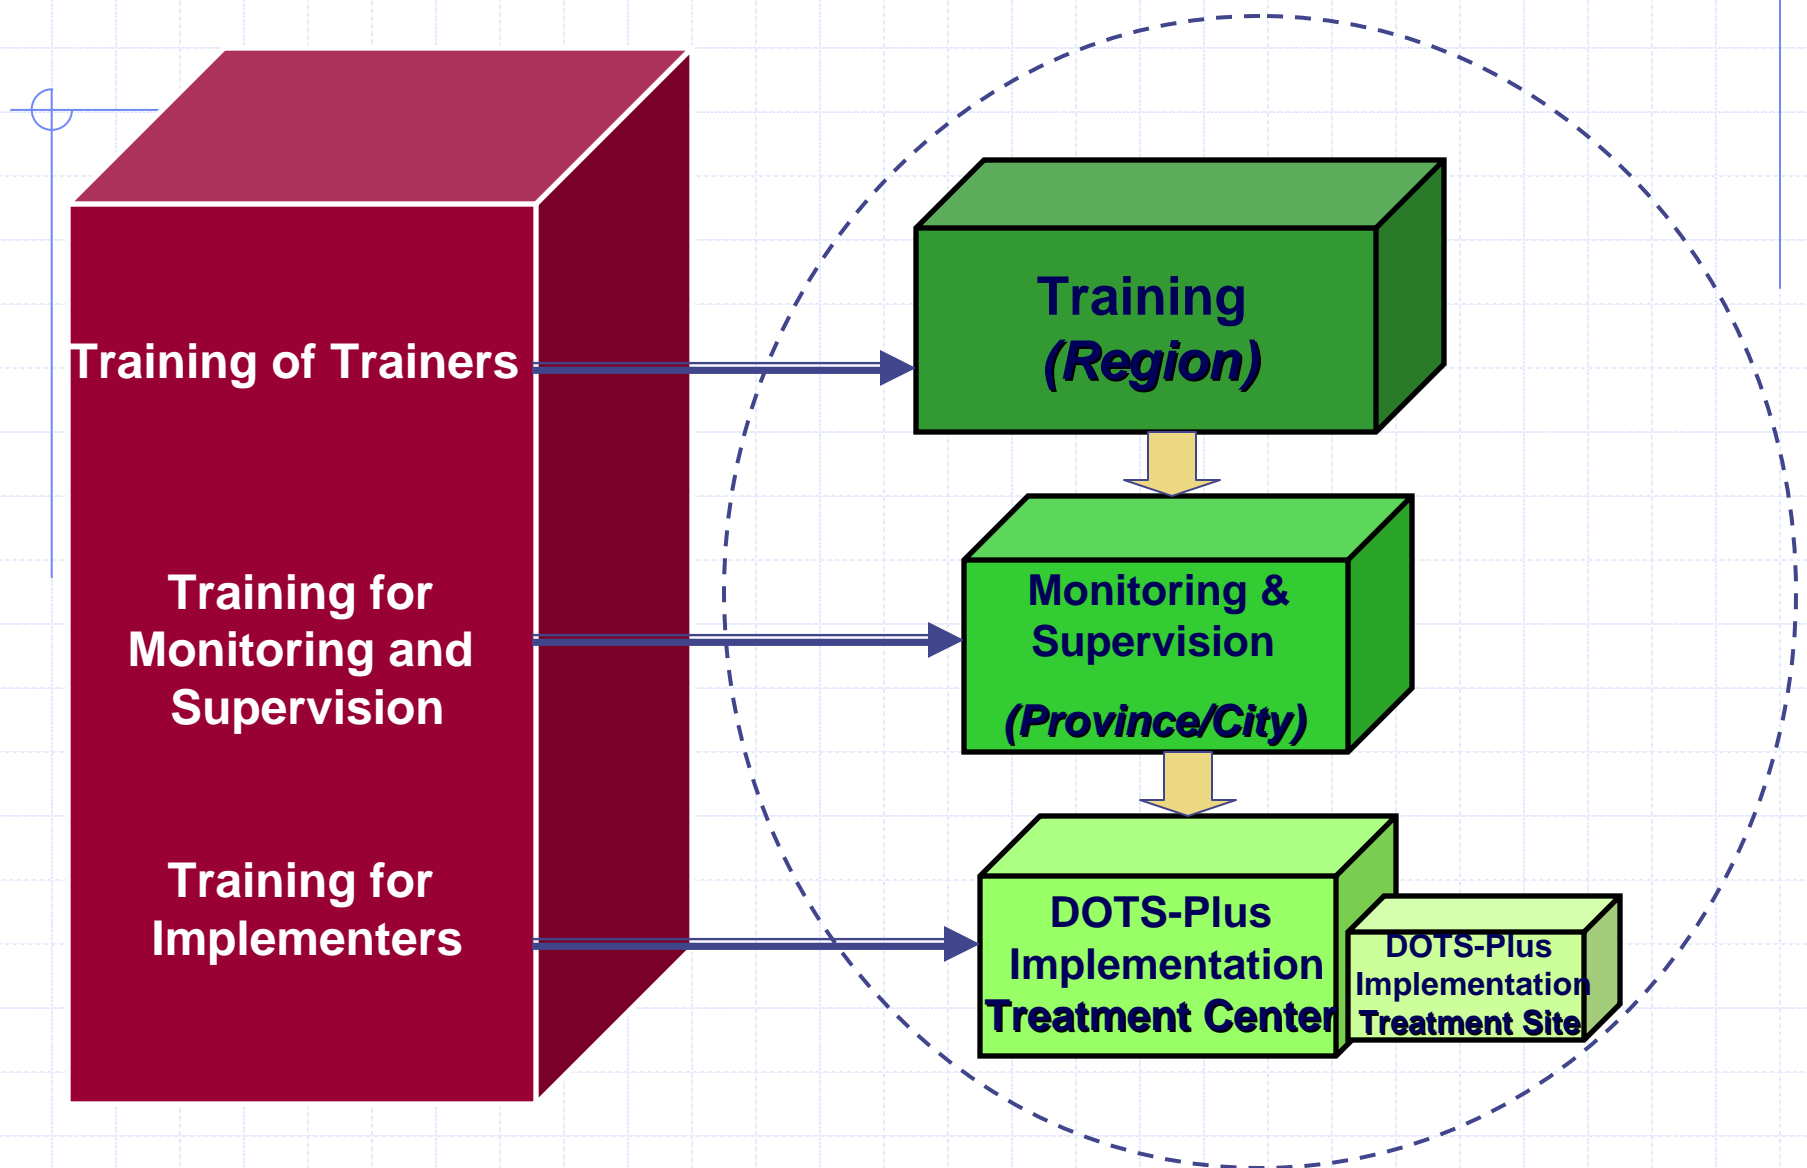 Training of Trainers
Training for
Monitoring and
Supervision
Training for
Implementers
Training
(Region)
Monitoring &
Supervision
(Province/City)
DOTS-Plus
Implementation
Treatment Center
DOTS-Plus
Implementation
Treatment Site